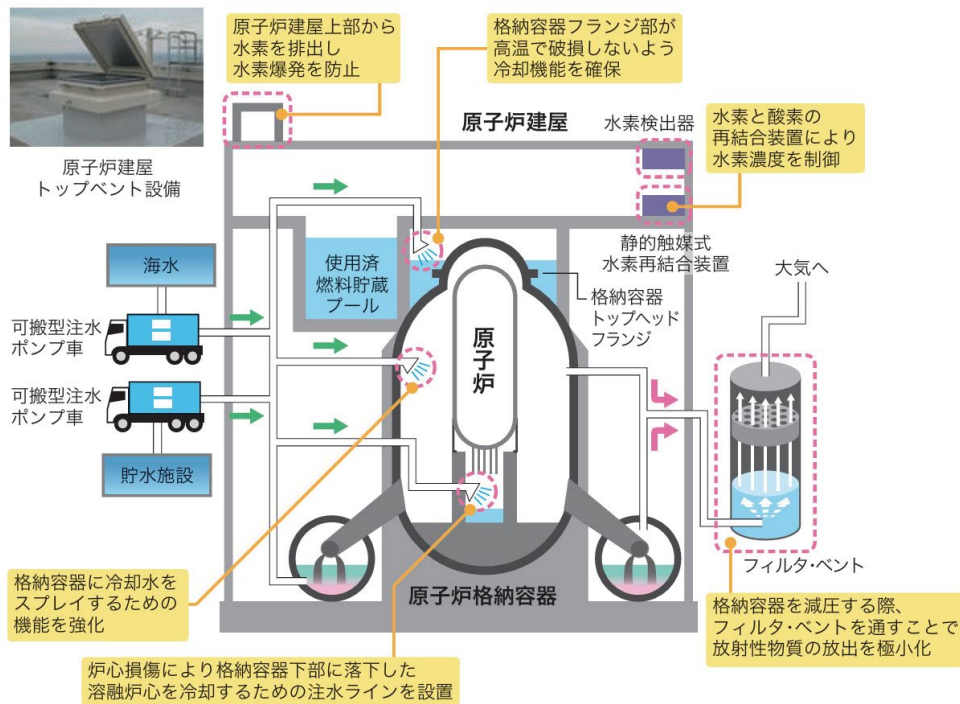 原子炉建屋上部から
水素を排出し
水素爆発を防止
格納容器フランジ部が
高温で破損しないよう
冷却機能を確保
原子炉建屋
トップベント設備
原子炉建屋
水素検出器
水素と酸素の
再結合装置により
水素濃度を制御
静的触媒式
水素再結合装置
海水
使用済
燃料貯蔵
プール
大気へ
格納容器
トップヘッド
フランジ
可搬型注水
ポンプ車
原子炉
可搬型注水
ポンプ車
貯水施設
フィルタ・ベント
格納容器に冷却水を
スプレイするための
機能を強化
原子炉格納容器
格納容器を減圧する際、
フィルタ・ベントを通すことで
放射性物質の放出を極小化
炉心損傷により格納容器下部に落下した
溶融炉心を冷却するための注水ラインを設置